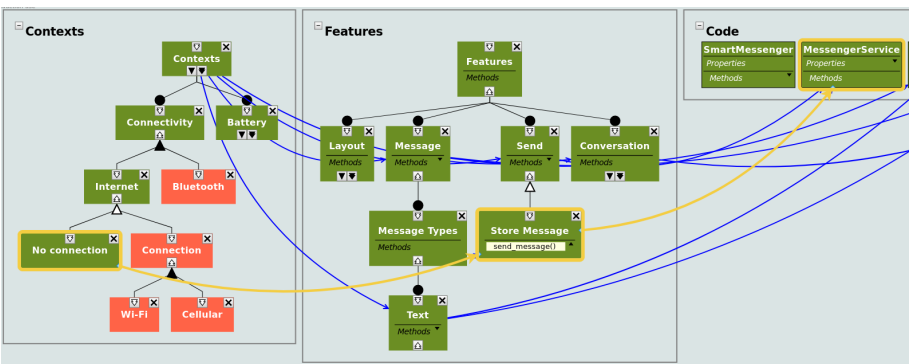 Contexts
Features
Code
Contexts
Features
Methods
SmartMessenger
Properties
Methods
MessengerService
Properties
Methods
Connectivity
Battery
Layout
Methods
Message
Methods
Send
Methods
Conversation
Methods
Internet
Bluetooth
Message Types
Methods
Store Message
send_message()
No connection
Connection
Wi-Fi
Cellular
Text
Methods